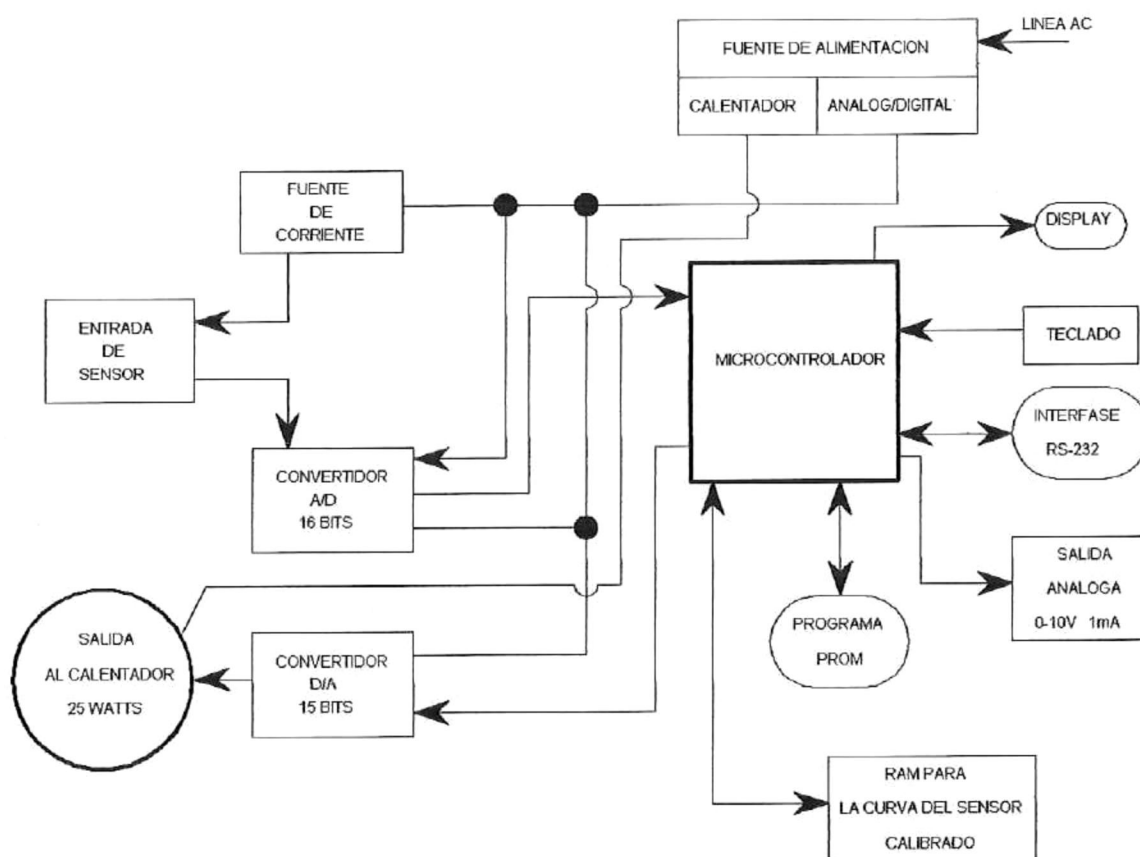 LINEA AC
FUENTE DE ALIMENTACION
CALENTADOR
ANALOG/DIGITAL
FUENTE
DE
CORRIENTE
DISPLAY
ENTRADA
DE
SENSOR
MICROCONTROLADOR
TECLADO
INTERFASE
RS-232
CONVERTIDOR
A/D
16 BITS
SALIDA
ANALOGA
0-10V 1mA
PROGRAMA
PROM
SALIDA
AL CALENTADOR
25 WATTS
CONVERTIDOR
D/A
15 BITS
RAM PARA
LA CURVA DEL SENSOR
CALIBRADO